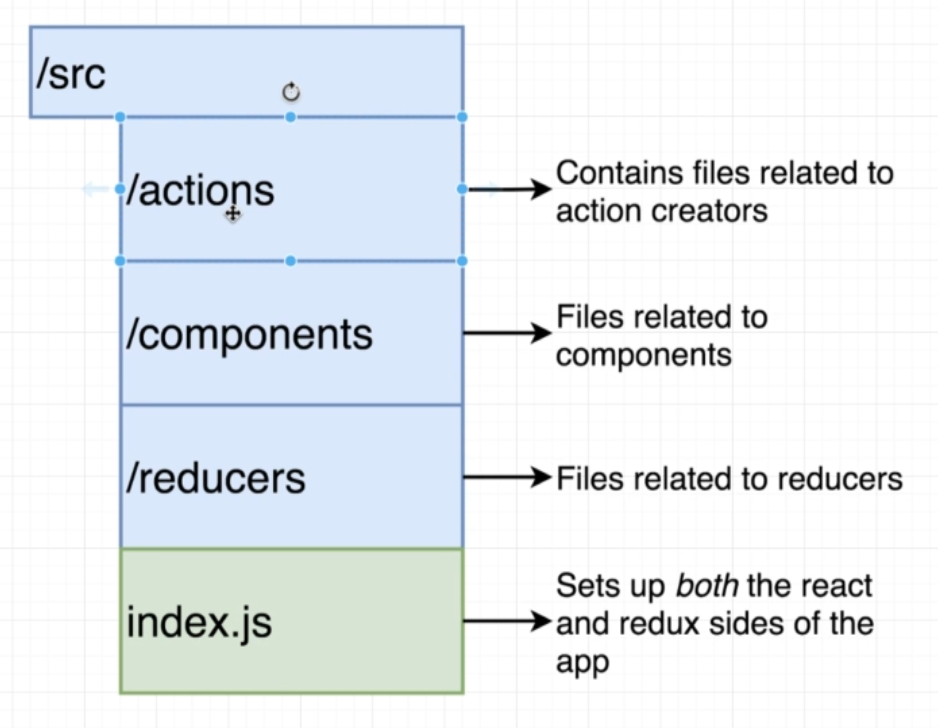 /src
/actions
Contains files related to
action creators
/components
Files related to
components
/reducers
Files related to reducers
index.js
Sets up both the react
and redux sides of the
app